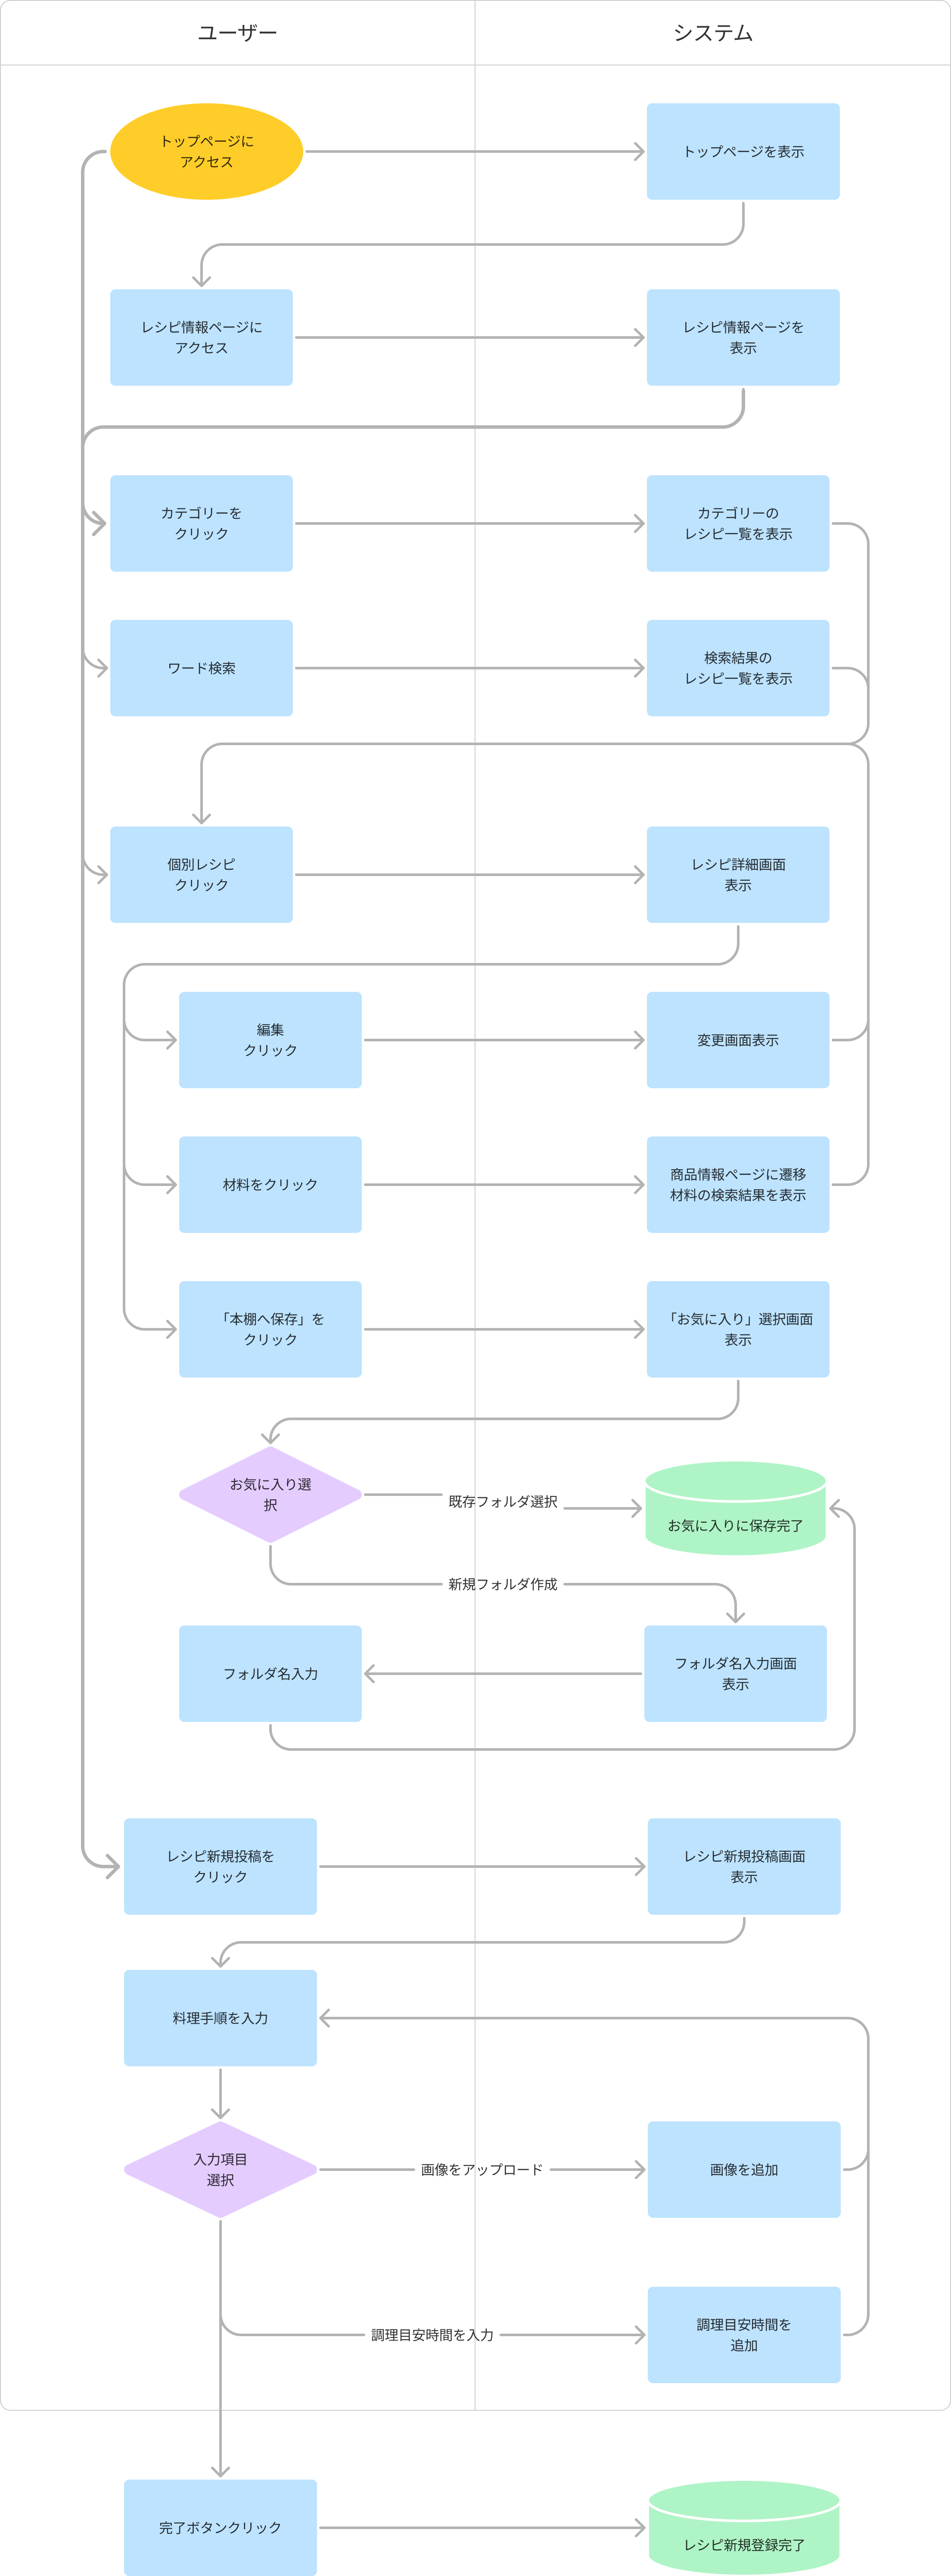 ユーザー
システム
トップページに
アクセス
トップページを表示
レシピ情報ページに
アクセス
レシピ情報ページを
表示
カテゴリーを
クリック
カテゴリーの
レシピ一覧を表示
ワード検索
検索結果の
レシピ一覧を表示
個別レシピ
クリック
レシピ詳細画面
表示
編集
クリック
変更画面表示
材料をクリック
商品情報ページに遷移
材料の検索結果を表示
「本棚へ保存」を
クリック
「お気に入り」選択画面
表示
お気に入り選
択
既存フォルダ選択
お気に入りに保存完了
新規フォルダ作成
フォルダ名入力
フォルダ名入力画面
表示
レシピ新規投稿を
クリック
レシピ新規投稿画面
表示
料理手順を入力
入力項目
選択
画像をアップロード
画像を追加
調理目安時間を入力
調理目安時間を
追加
完了ボタンクリック
レシピ新規登録完了